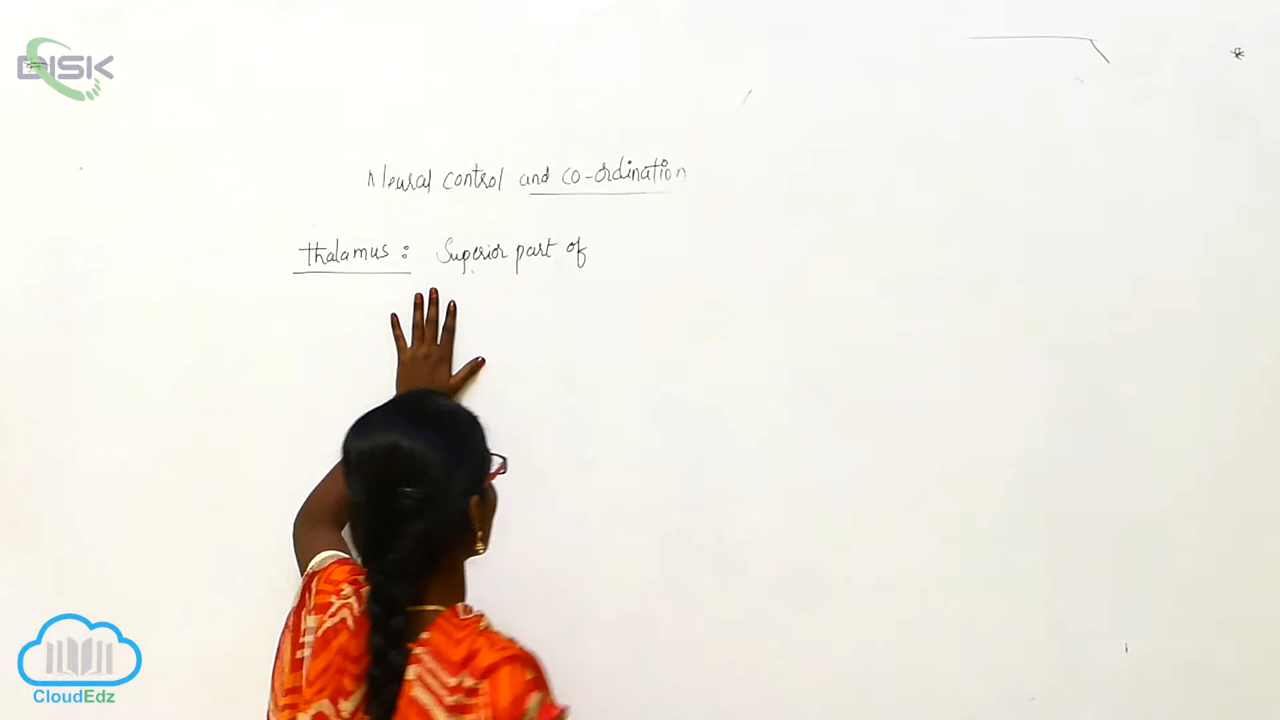 DISK
Neural control and co-ordination
Thalamus : Superior part of
CloudEdz